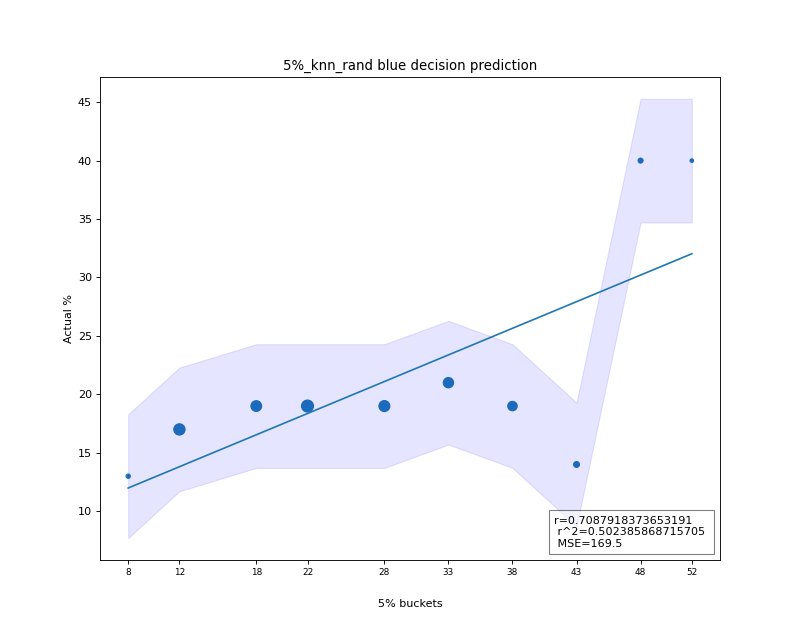 5%_knn_rand blue decision prediction
45
40
35
30
25
20
15
10
Actual %
r=0.7087918373653191
r^2=0.502385868715705
MSE=169.5
8 12 18 22 28 33 38 43 48 52
5% buckets